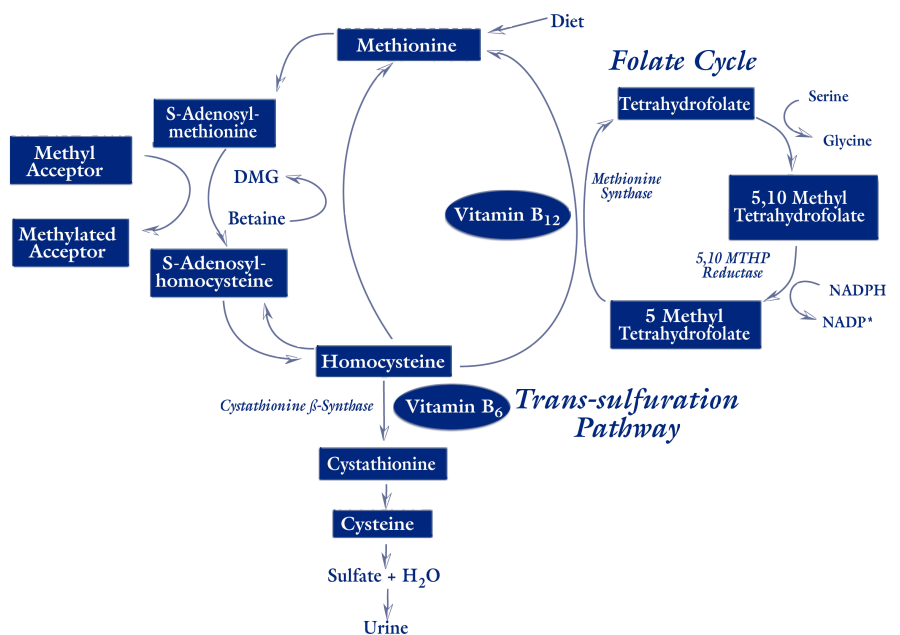 Diet
Methionine
Folate Cycle
Tetrahydrofolate
Serine
Glycine
S-Adenosyl-
methionine
Methyl
Acceptor
DMG
Betaine
Methylated
Acceptor
S-Adenosyl-
homocysteine
Vitamin B12
Methionine
Synthase
5,10 Methyl
Tetrahydrofolate
5,10 MTHP
Reductase
NADPH
NADP*
5 Methyl
Tetrahydrofolate
Homocysteine
Cystathionine ß-Synthase
Vitamin B6
Trans-sulfuration
Pathway
Cystathionine
Cysteine
Sulfate + H2O
Urine